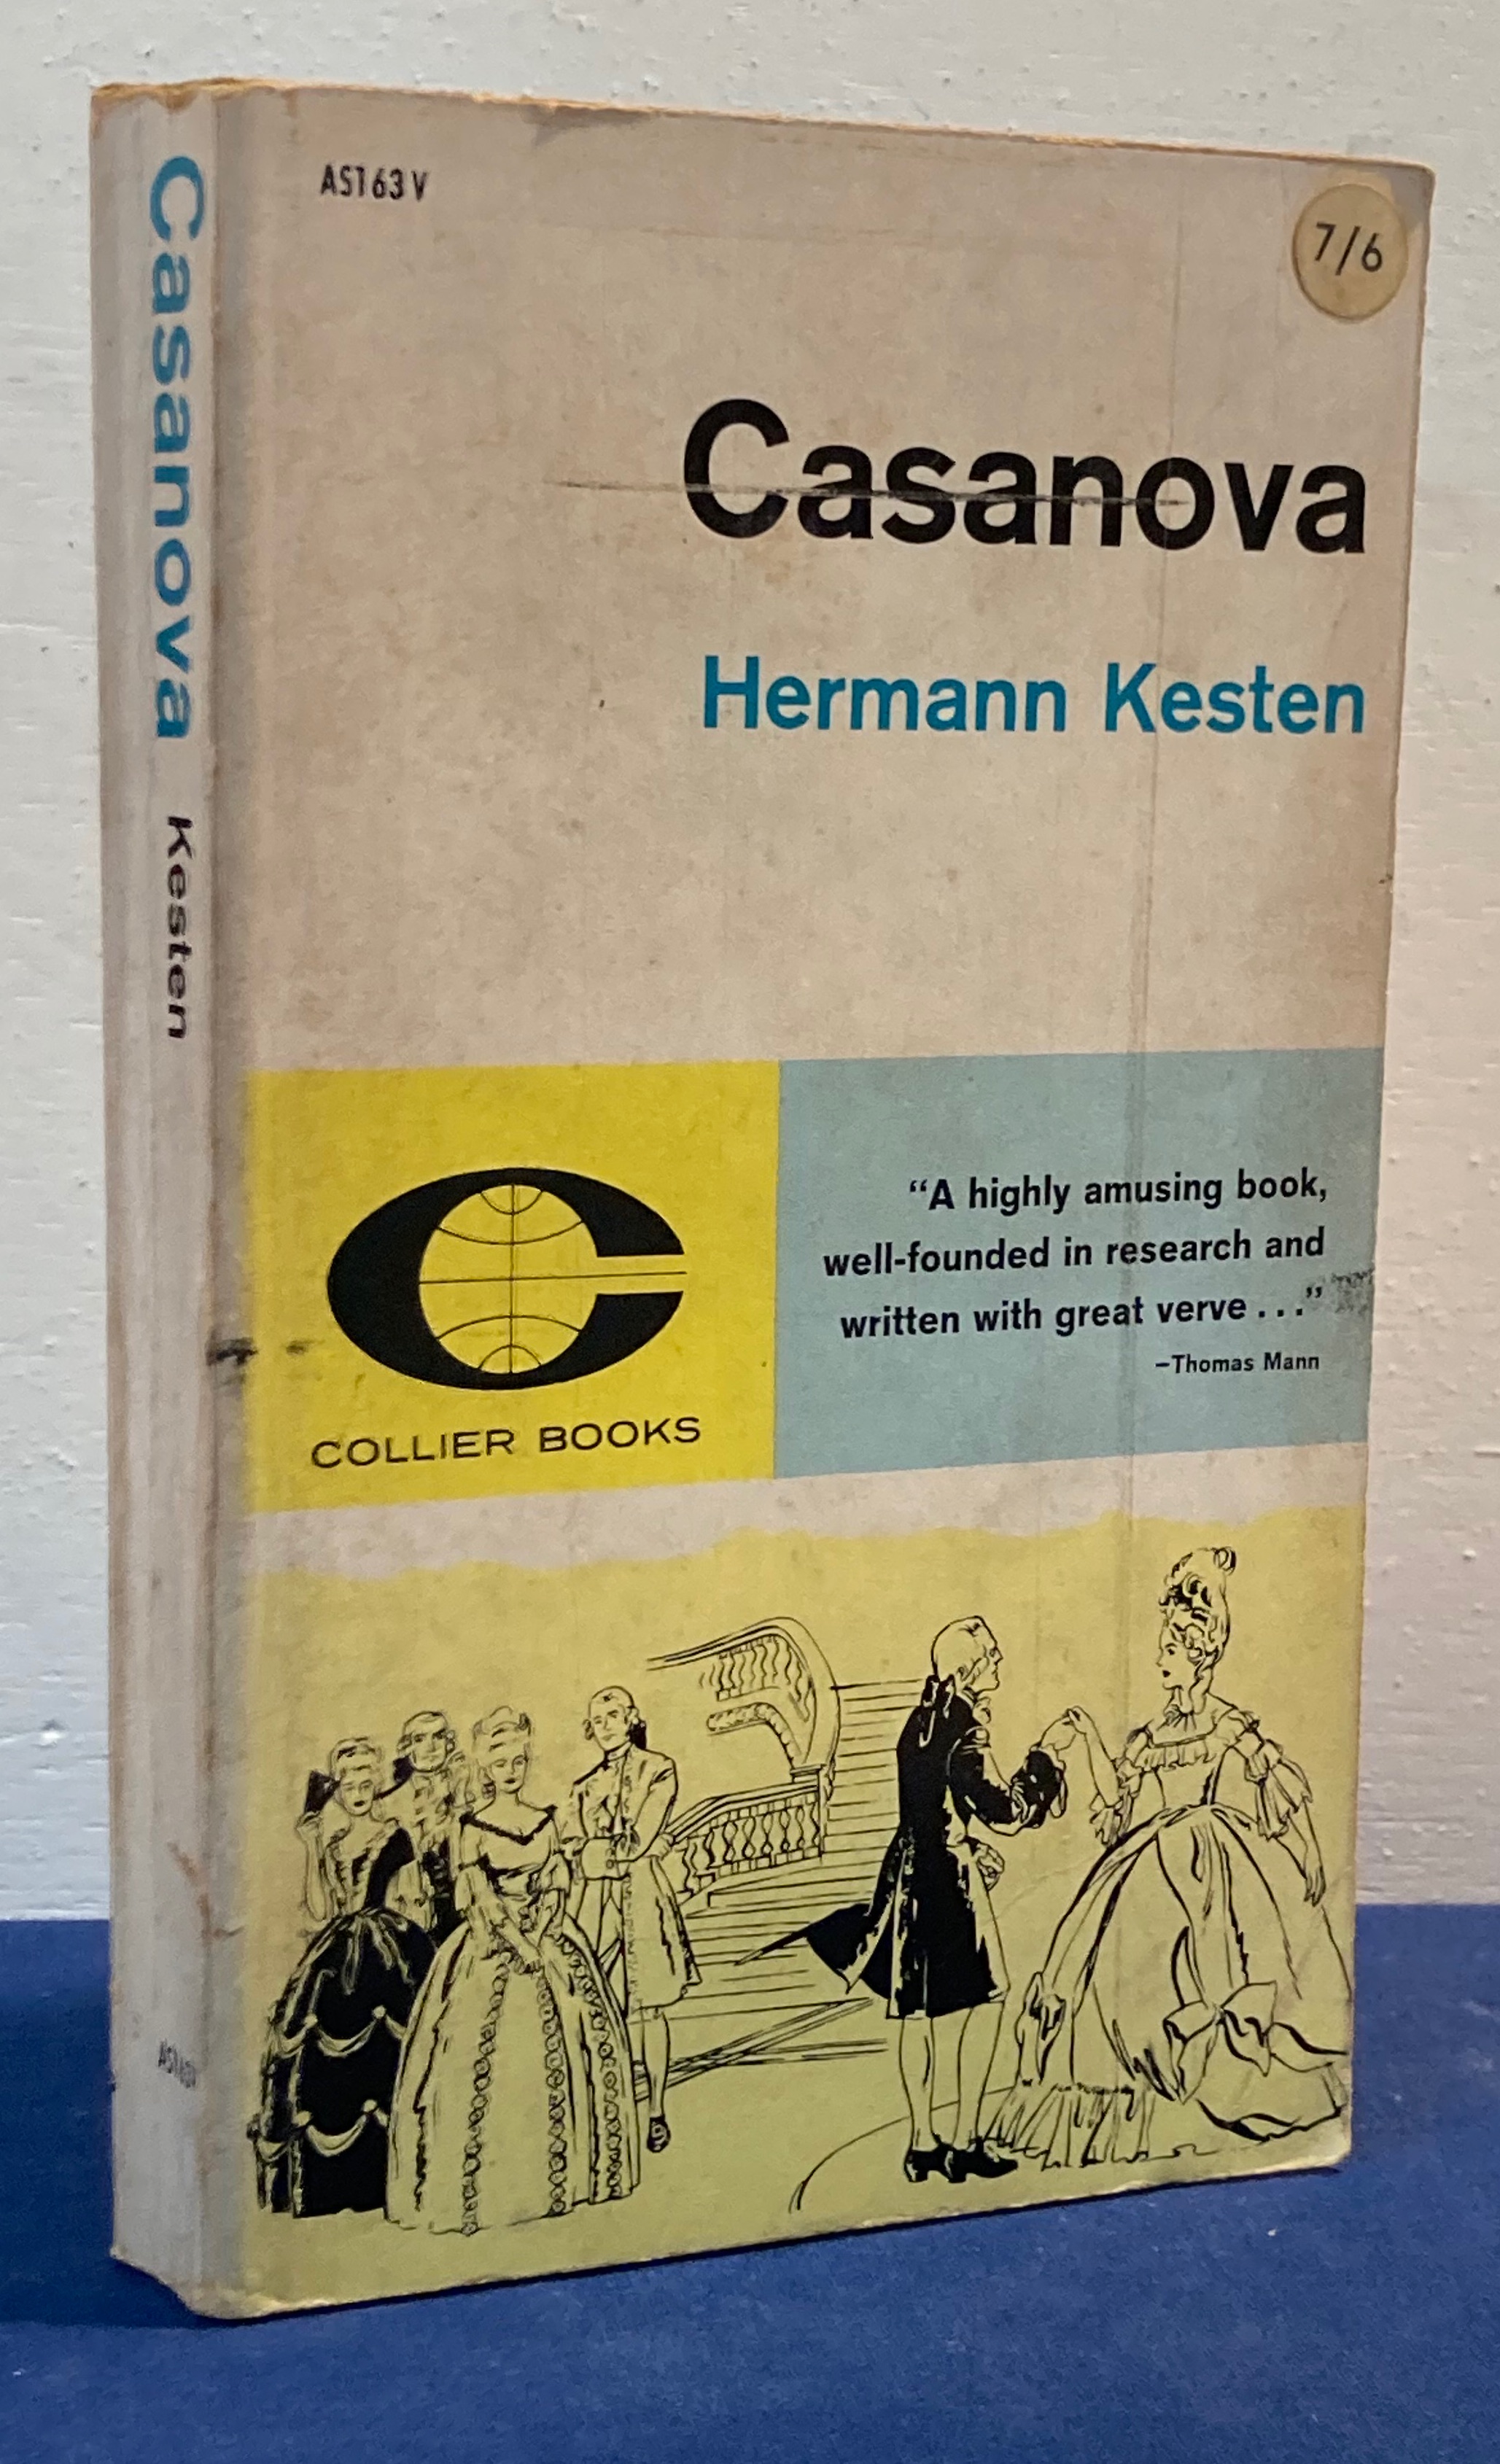 Casanova Kesten
AS163V
7/6
Casanova
Hermann Kesten
COLLIER BOOKS
“A highly amusing book,
well-founded in research and
written with great verve . . .”
–Thomas Mann